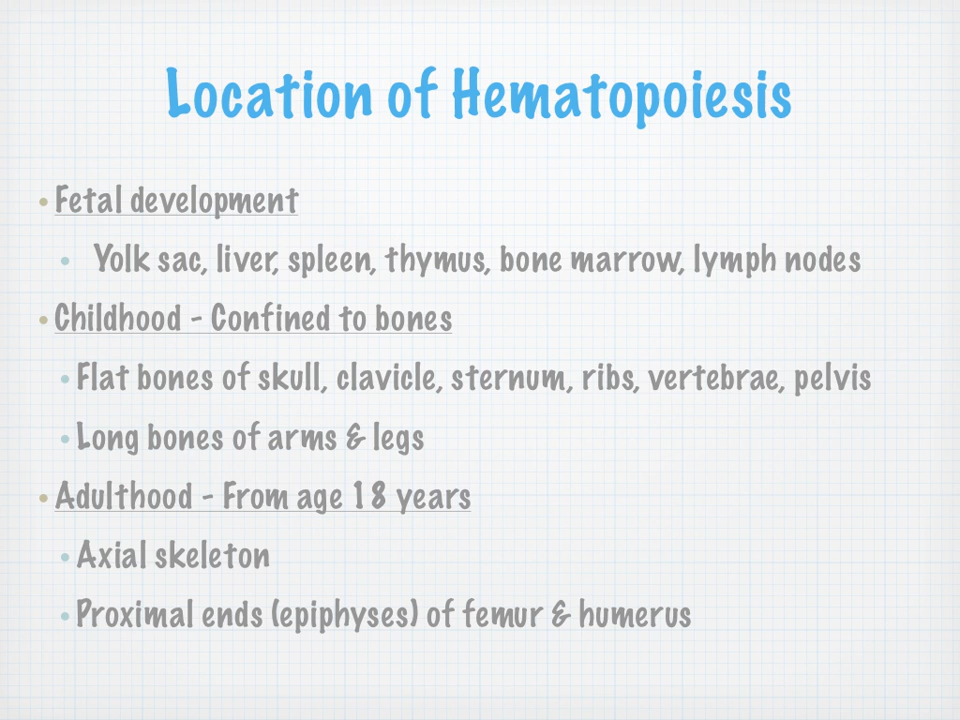 Location of Hematopoiesis
• Fetal development
• Yolk sac, liver, spleen, thymus, bone marrow, lymph nodes
• Childhood - Confined to bones
• Flat bones of skull, clavicle, sternum, ribs, vertebrae, pelvis
• Long bones of arms & legs
• Adulthood - From age 18 years
• Axial skeleton
• Proximal ends (epiphyses) of femur & humerus